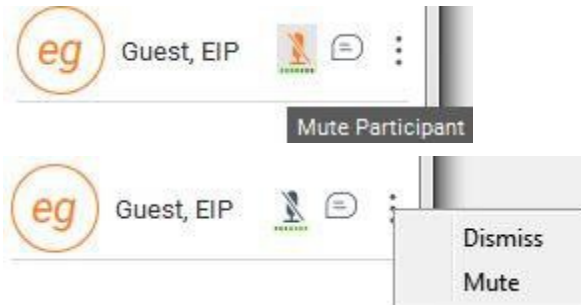 eg Guest, EIP
Mute Participant
eg Guest, EIP
Dismiss
Mute